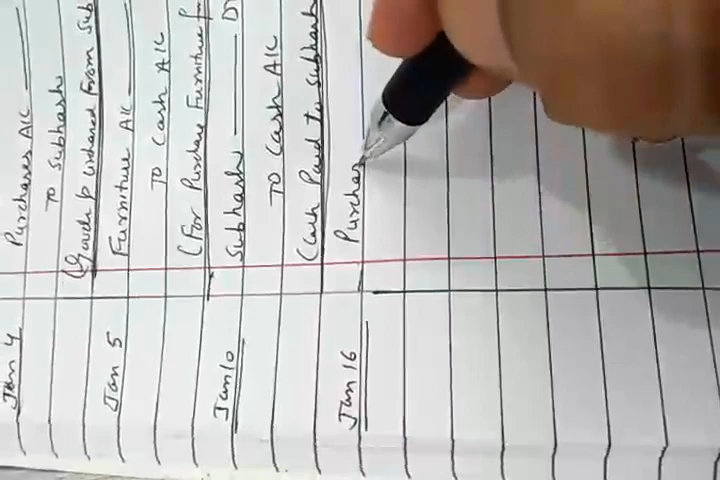 Jan 4 Purchases A/C
To Subhash
(Goods Purchased From Sub
Jan 5 Furniture A/C
To Cash A/C
(For Purchase Furniture f
Jan 10 Subhash Dr
To Cash A/C
(Cash Paid to Subhash
Jan 16 Purchas